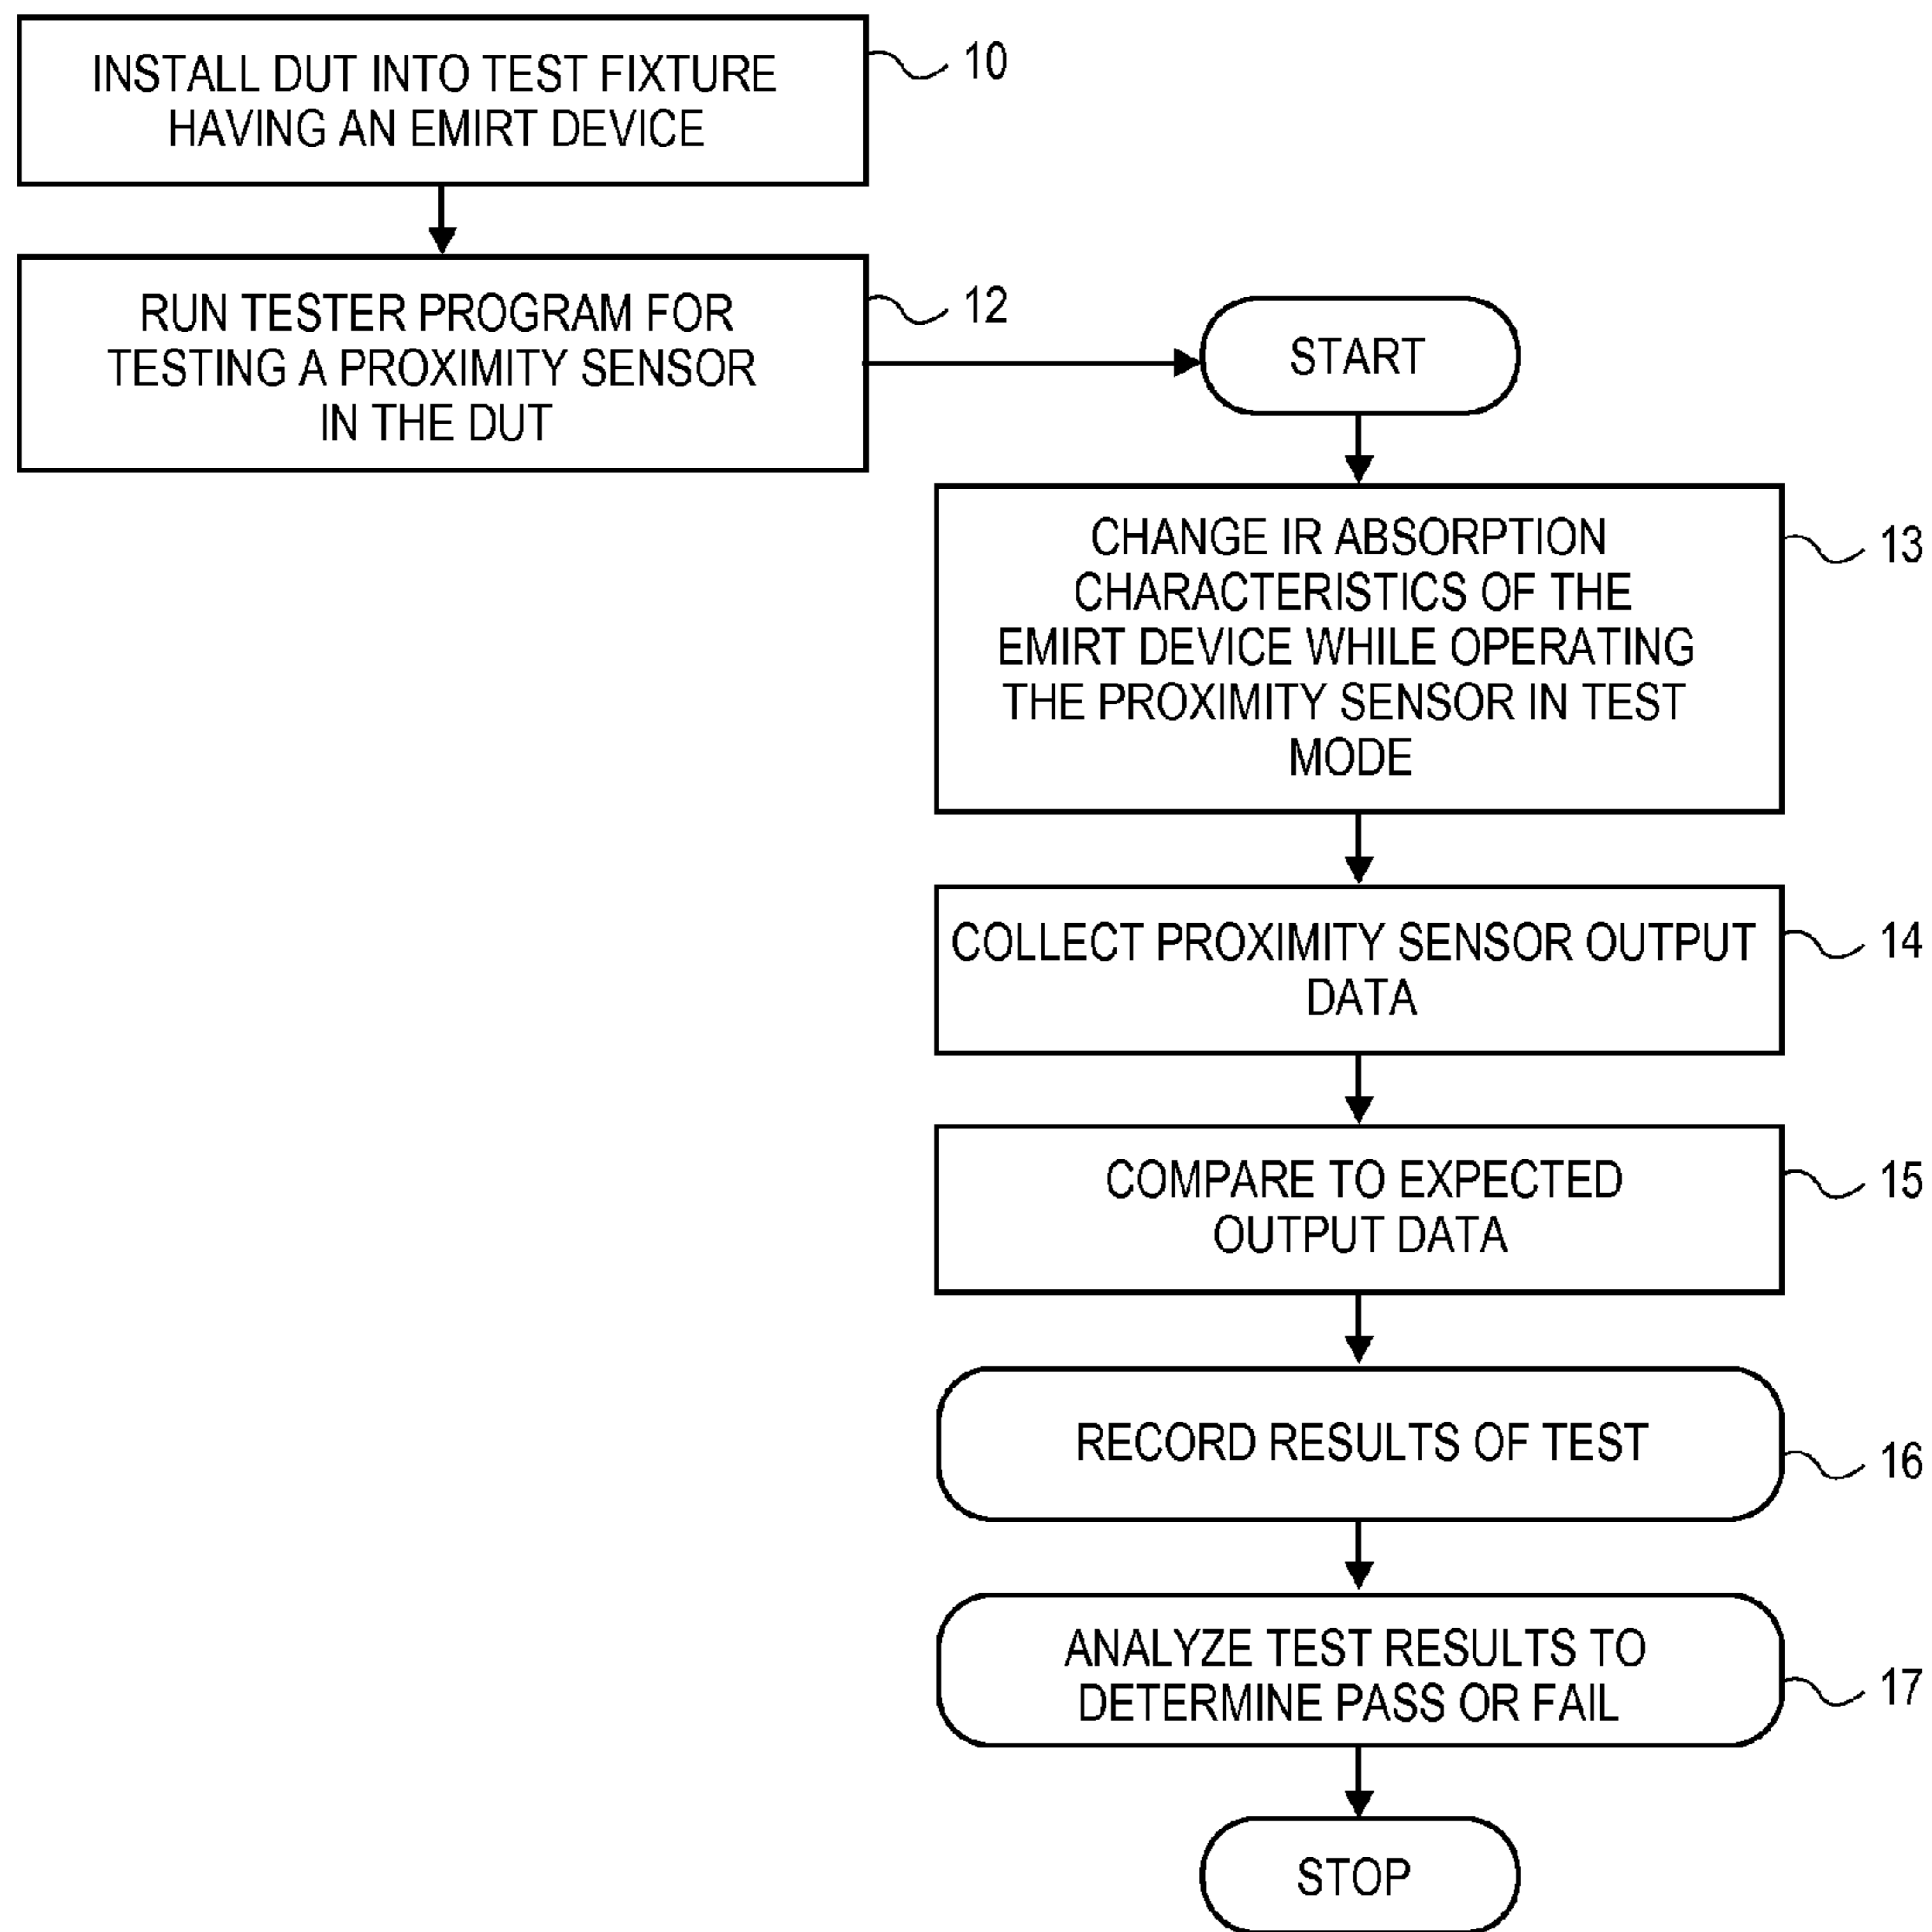 INSTALL DUT INTO TEST FIXTURE
HAVING AN EMIRT DEVICE
10
RUN TESTER PROGRAM FOR
TESTING A PROXIMITY SENSOR
IN THE DUT
12
START
CHANGE IR ABSORPTION
CHARACTERISTICS OF THE
EMIRT DEVICE WHILE OPERATING
THE PROXIMITY SENSOR IN TEST
MODE
13
COLLECT PROXIMITY SENSOR OUTPUT
DATA
14
COMPARE TO EXPECTED
OUTPUT DATA
15
RECORD RESULTS OF TEST
16
ANALYZE TEST RESULTS TO
DETERMINE PASS OR FAIL
17
STOP